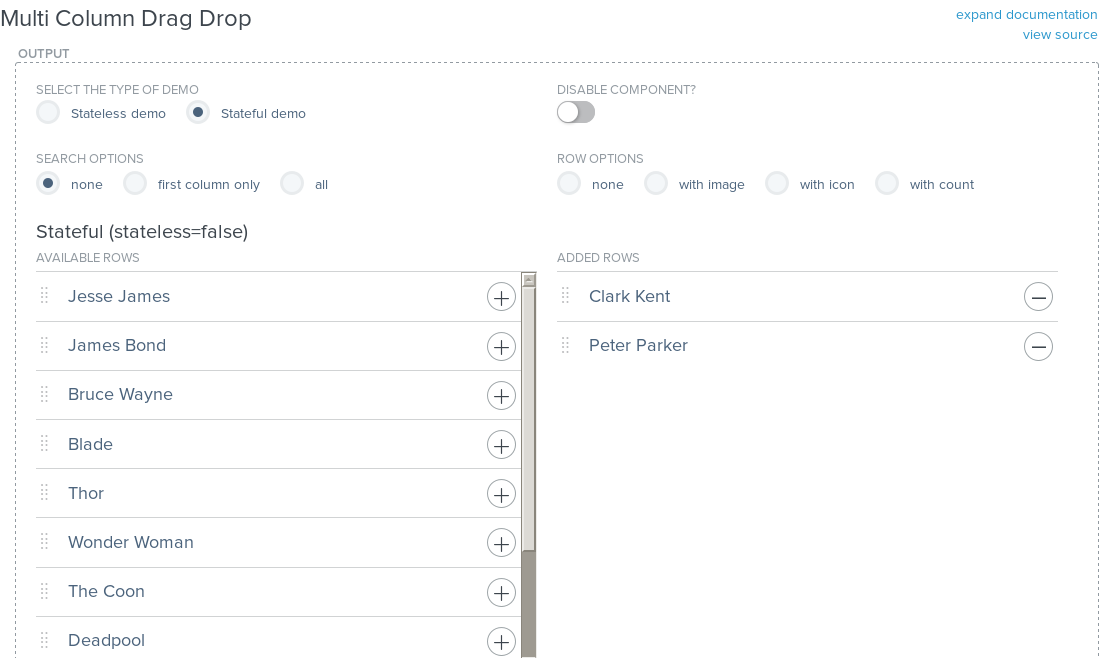 Multi Column Drag Drop
expand documentation
view source
OUTPUT
SELECT THE TYPE OF DEMO
Stateless demo
Stateful demo
DISABLE COMPONENT?
SEARCH OPTIONS
none
first column only
all
ROW OPTIONS
none
with image
with icon
with count
Stateful (stateless=false)
AVAILABLE ROWS
Jesse James
James Bond
Bruce Wayne
Blade
Thor
Wonder Woman
The Coon
Deadpool
ADDED ROWS
Clark Kent
Peter Parker